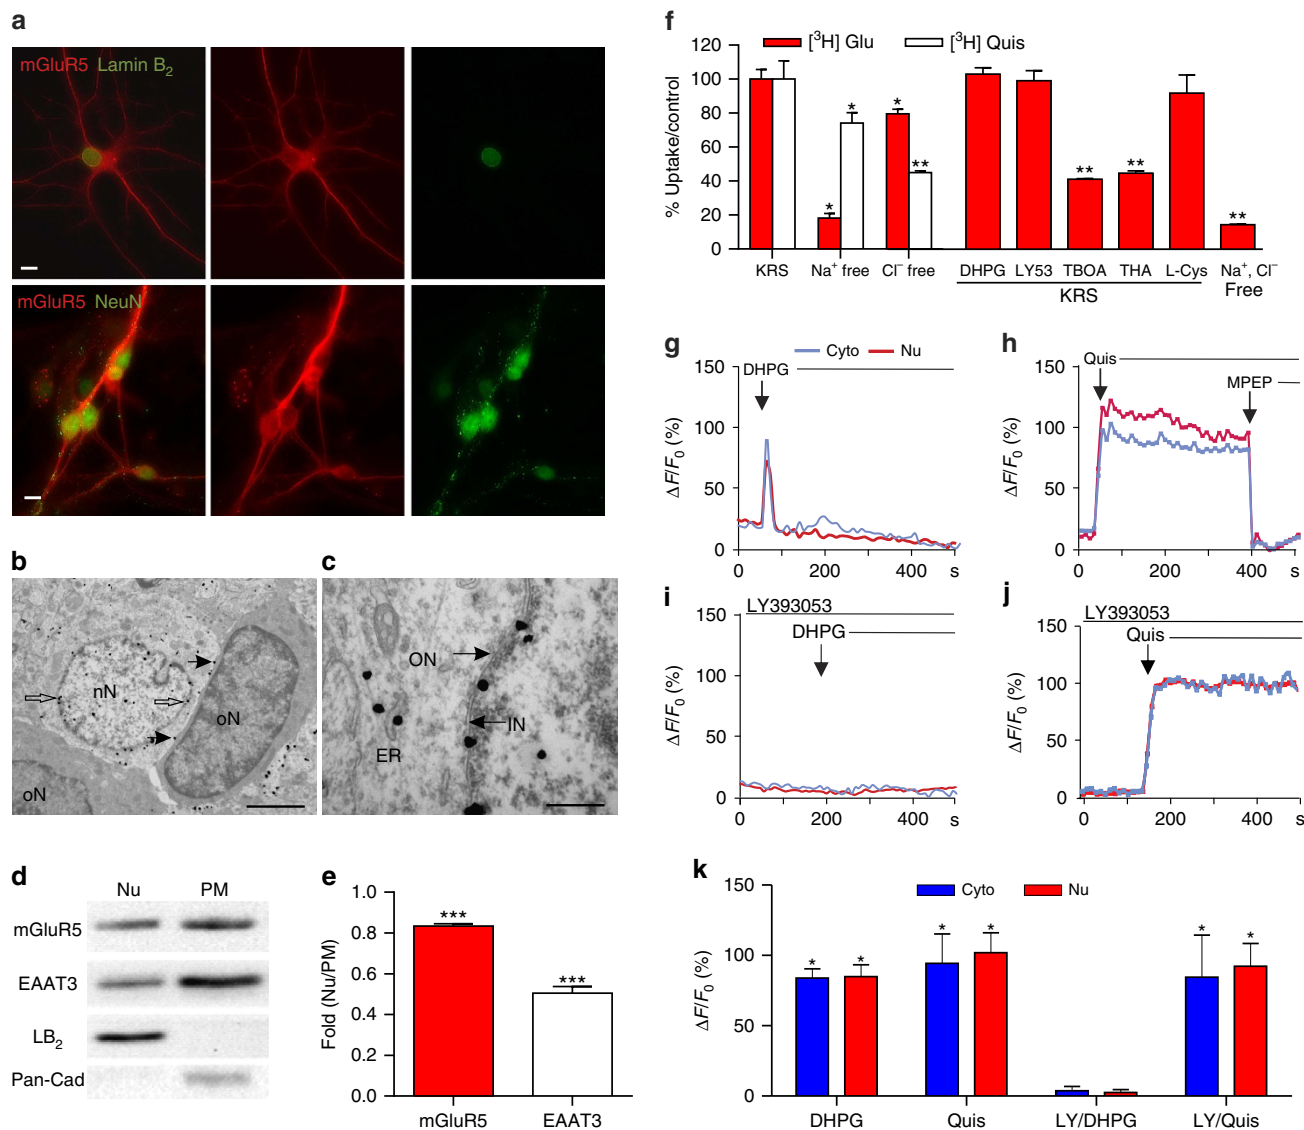 a
mGluR5 Lamin B₂
mGluR5 NeuN
b
nN
oN
oN
c
ON
IN
ER
d
Nu PM
mGluR5
EAAT3
LB₂
Pan-Cad
e
Fold (Nu/PM)
1.0
0.8
0.6
0.4
0.2
0.0
***
***
mGluR5 EAAT3
f
[³H] Glu [³H] Quis
% Uptake/control
120
100
80
60
40
20
0
* * * ** ** ** **
KRS Na⁺ free Cl⁻ free DHPG LY53 TBOA THA L-Cys Na⁺, Cl⁻
KRS Free
g
Cyto Nu
DHPG
ΔF/F₀ (%)
150
100
50
0
0 200 400 s
h
Quis
MPEP
ΔF/F₀ (%)
150
100
50
0
0 200 400 s
i
LY393053
DHPG
ΔF/F₀ (%)
150
100
50
0
0 200 400 s
j
LY393053
Quis
ΔF/F₀ (%)
150
100
50
0
0 200 400 s
k
Cyto Nu
ΔF/F₀ (%)
150
100
50
0
* * * * * *
DHPG Quis LY/DHPG LY/Quis